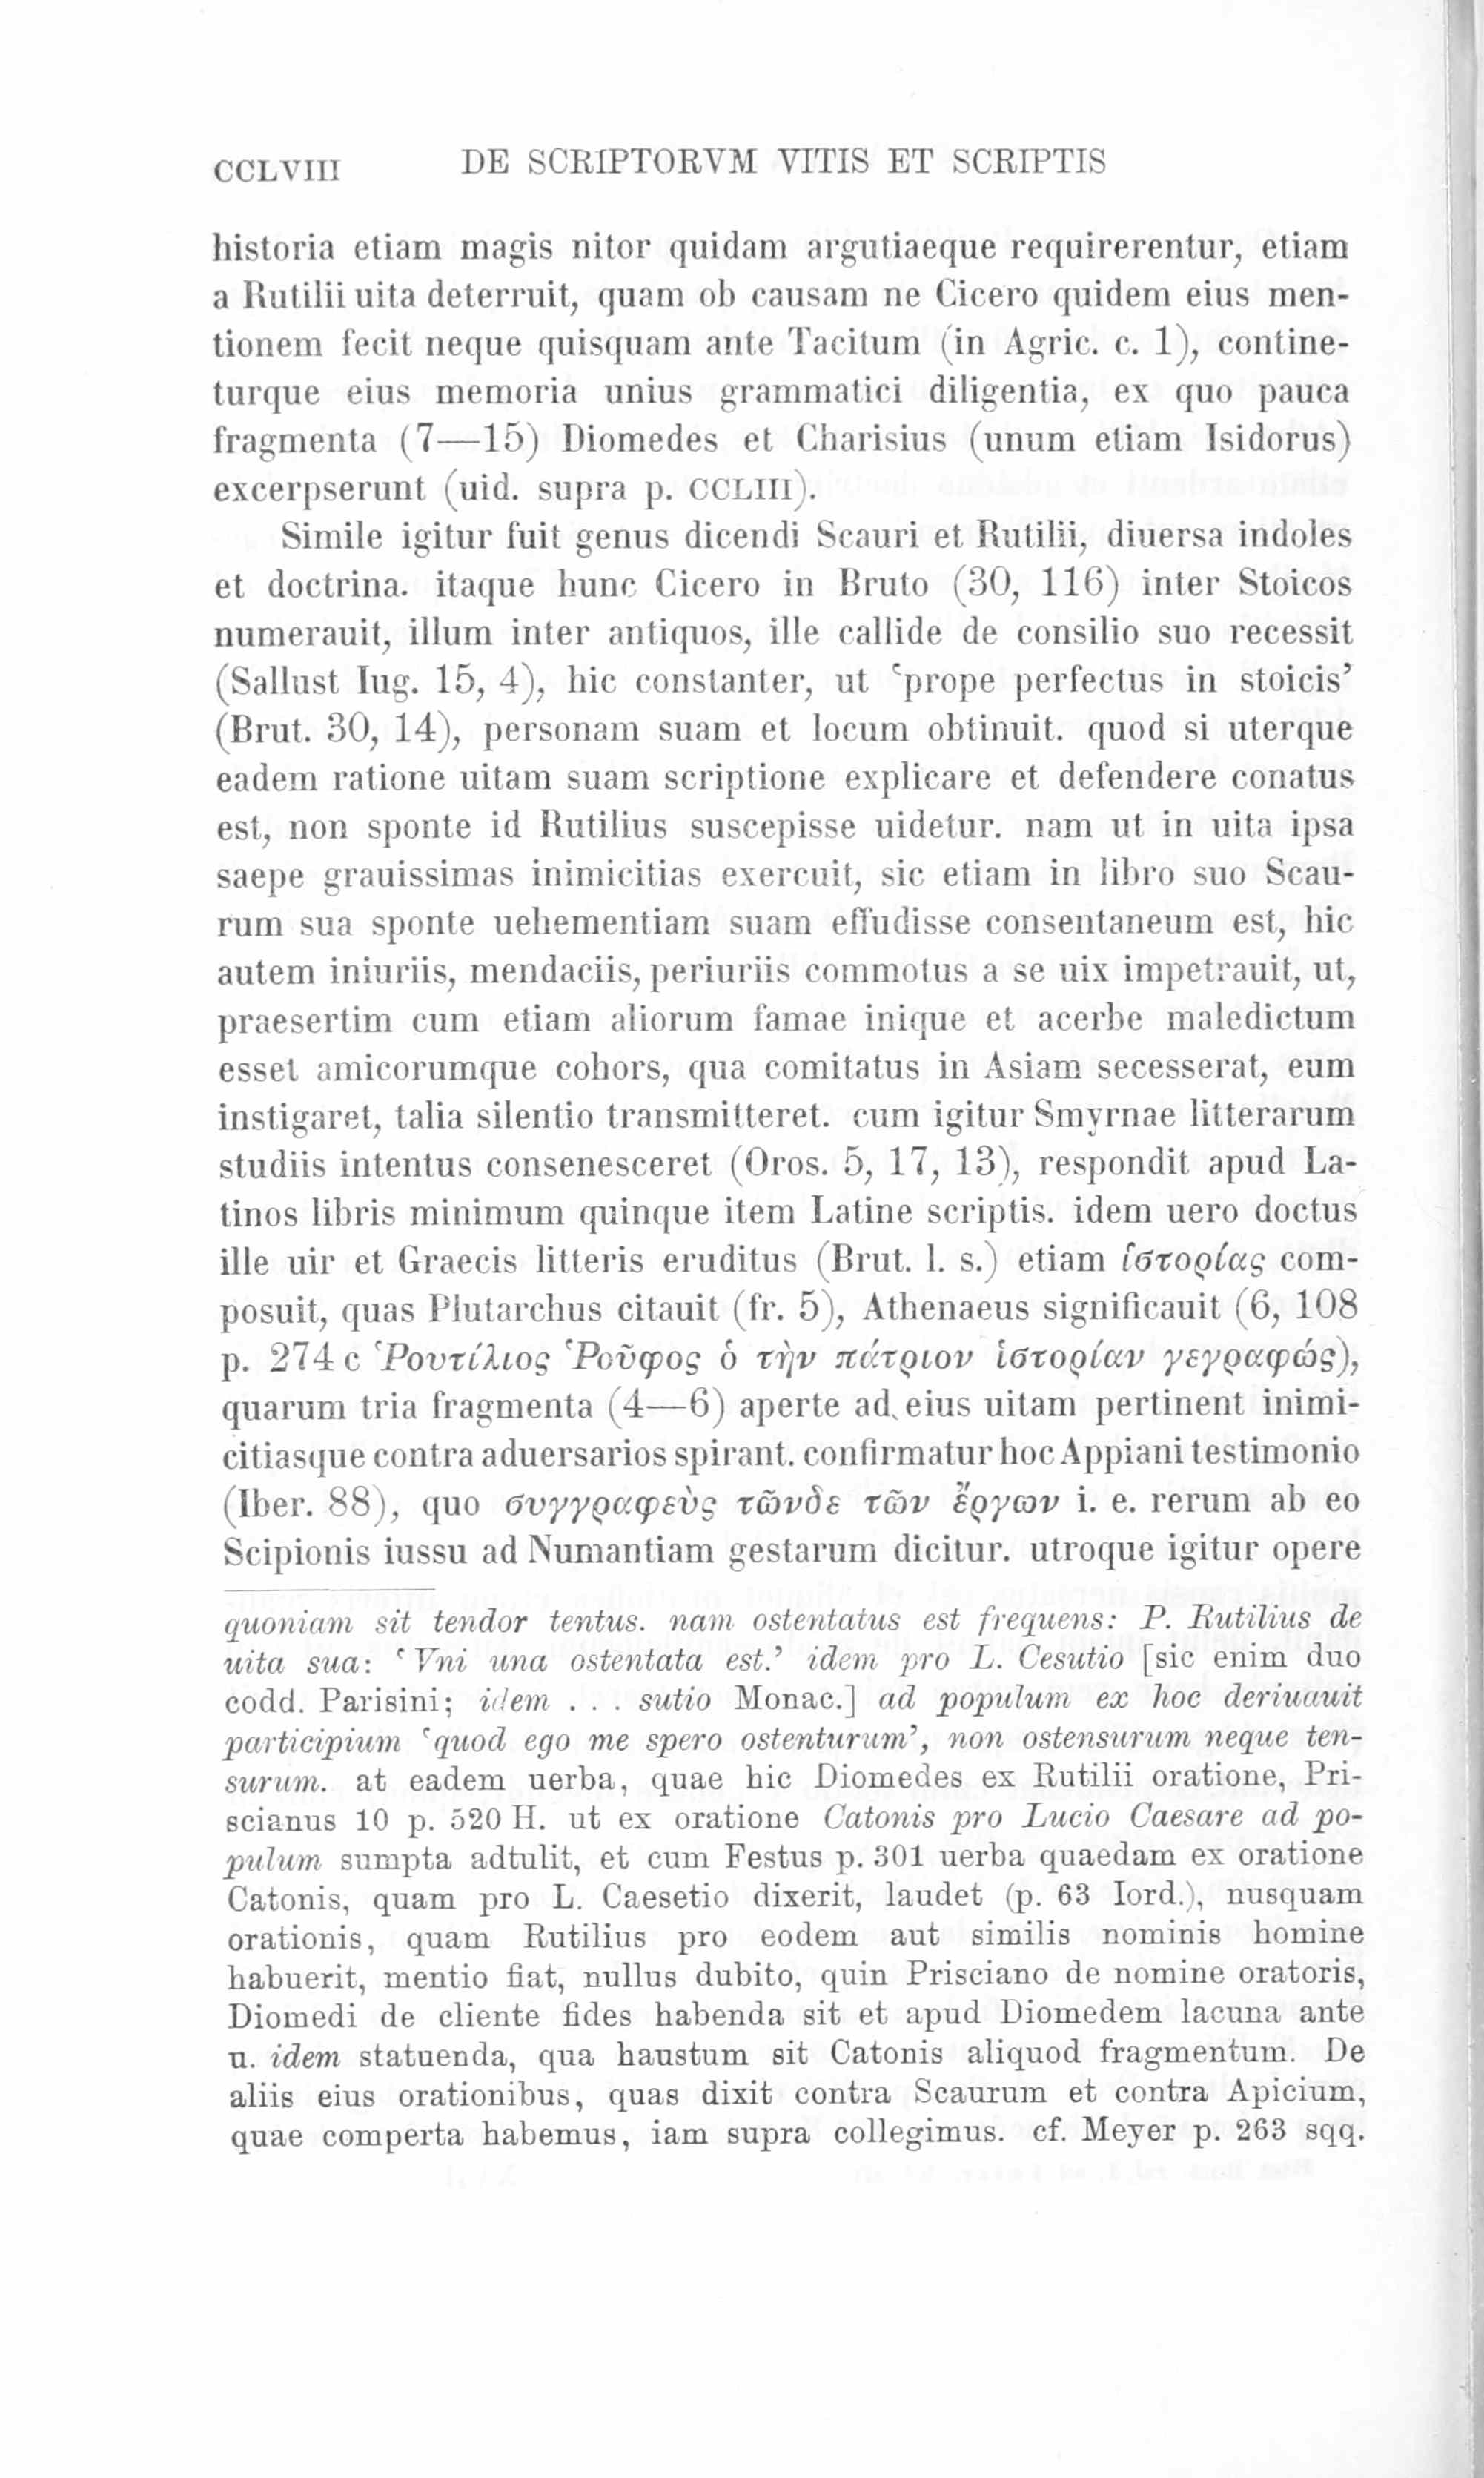 CCLVIII DE SCRIPTORVM VITIS ET SCRIPTIS
historia etiam magis nitor quidam argutiaeque requirerentur, etiam
a Rutilii uita deterruit, quam ob causam ne Cicero quidem eius men-
tionem fecit neque quisquam ante Tacitum (in Agric. c. 1), contine-
turque eius memoria unius grammatici diligentia, ex quo pauca
fragmenta (7—15) Diomedes et Charisius (unum etiam Isidorus)
excerpserunt (uid. supra p. CCLIII).
Simile igitur fuit genus dicendi Scauri et Rutilii, diuersa indoles
et doctrina. itaque hunc Cicero in Bruto (30, 116) inter Stoicos
numerauit, illum inter antiquos, ille callide de consilio suo recessit
(Sallust Iug. 15, 4), hic constanter, ut ‘prope perfectus in stoicis’
(Brut. 30, 14), personam suam et locum obtinuit. quod si uterque
eadem ratione uitam suam scriptione explicare et defendere conatus
est, non sponte id Rutilius suscepisse uidetur. nam ut in uita ipsa
saepe grauissimas inimicitias exercuit, sic etiam in libro suo Scau-
rum sua sponte uehementiam suam effudisse consentaneum est, hic
autem iniuriis, mendaciis, periuriis commotus a se uix impetrauit, ut,
praesertim cum etiam aliorum famae inique et acerbe maledictum
esset amicorumque cohors, qua comitatus in Asiam secesserat, eum
instigaret, talia silentio transmitteret. cum igitur Smyrnae litterarum
studiis intentus consenesceret (Oros. 5, 17, 13), respondit apud La-
tinos libris minimum quinque item Latine scriptis. idem uero doctus
ille uir et Graecis litteris eruditus (Brut. l. s.) etiam ἱστορίας com-
posuit, quas Plutarchus citauit (fr. 5), Athenaeus significauit (6, 108
p. 274 c Ῥουτίλιος Ῥοῦφος ὁ τὴν πάτριον ἱστορίαν γεγραφώς),
quarum tria fragmenta (4—6) aperte ad eius uitam pertinent inimi-
citiasque contra aduersarios spirant. confirmatur hoc Appiani testimonio
(Iber. 88), quo συγγραφεὺς τῶνδε τῶν ἔργων i. e. rerum ab eo
Scipionis iussu ad Numantiam gestarum dicitur. utroque igitur opere
quoniam sit tendor tentus. nam ostentatus est frequens: P. Rutilius de
uita sua: ‘Vni una ostentata est.’ idem pro L. Cesutio [sic enim duo
codd. Parisini; idem . . . sutio Monac.] ad populum ex hoc deriuauit
participium ‘quod ego me spero ostenturum’, non ostensurum neque ten-
surum. at eadem uerba, quae hic Diomedes ex Rutilii oratione, Pri-
scianus 10 p. 520 H. ut ex oratione Catonis pro Lucio Caesare ad po-
pulum sumpta adtulit, et cum Festus p. 301 uerba quaedam ex oratione
Catonis, quam pro L. Caesetio dixerit, laudet (p. 63 Iord.), nusquam
orationis, quam Rutilius pro eodem aut similis nominis homine
habuerit, mentio fiat, nullus dubito, quin Prisciano de nomine oratoris,
Diomedi de cliente fides habenda sit et apud Diomedem lacuna ante
u. idem statuenda, qua haustum sit Catonis aliquod fragmentum. De
aliis eius orationibus, quas dixit contra Scaurum et contra Apicium,
quae comperta habemus, iam supra collegimus. cf. Meyer p. 263 sqq.